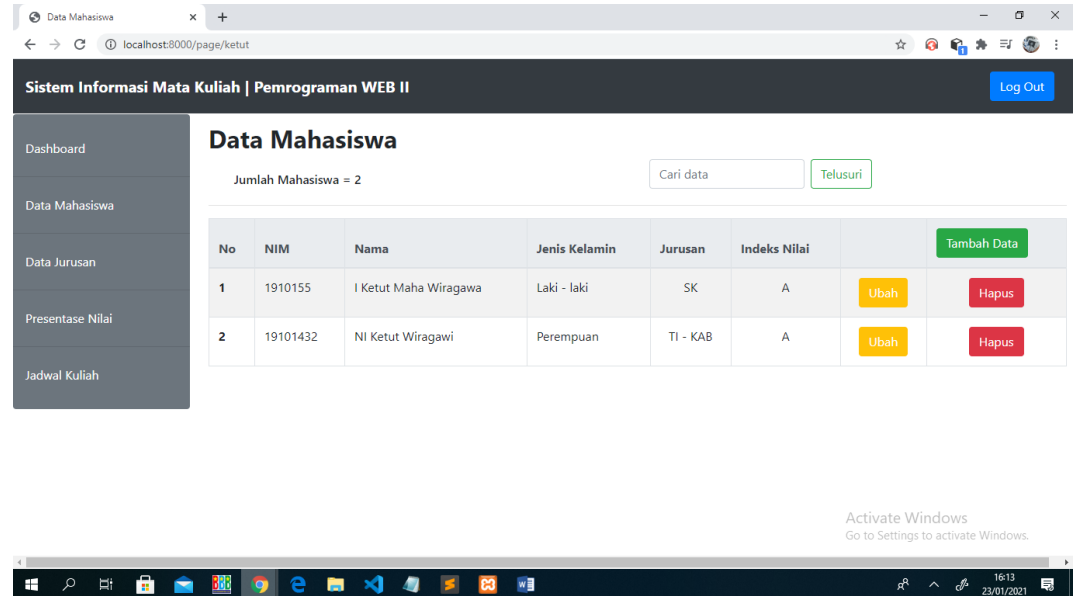 Data Mahasiswa
localhost:8000/page/ketut
1
Sistem Informasi Mata Kuliah | Pemrograman WEB II
Log Out
Dashboard
Data Mahasiswa
Data Jurusan
Presentase Nilai
Jadwal Kuliah
Data Mahasiswa
Jumlah Mahasiswa = 2
Cari data
Telusuri
No NIM Nama Jenis Kelamin Jurusan Indeks Nilai Tambah Data
1 1910155 I Ketut Maha Wiragawa Laki - laki SK A Ubah Hapus
2 19101432 NI Ketut Wiragawi Perempuan TI - KAB A Ubah Hapus
Activate Windows
Go to Settings to activate Windows.
16:13
23/01/2021